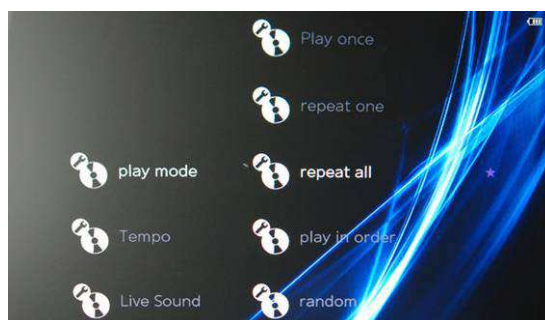 Play once
repeat one
play mode
repeat all
Tempo
play in order
Live Sound
random